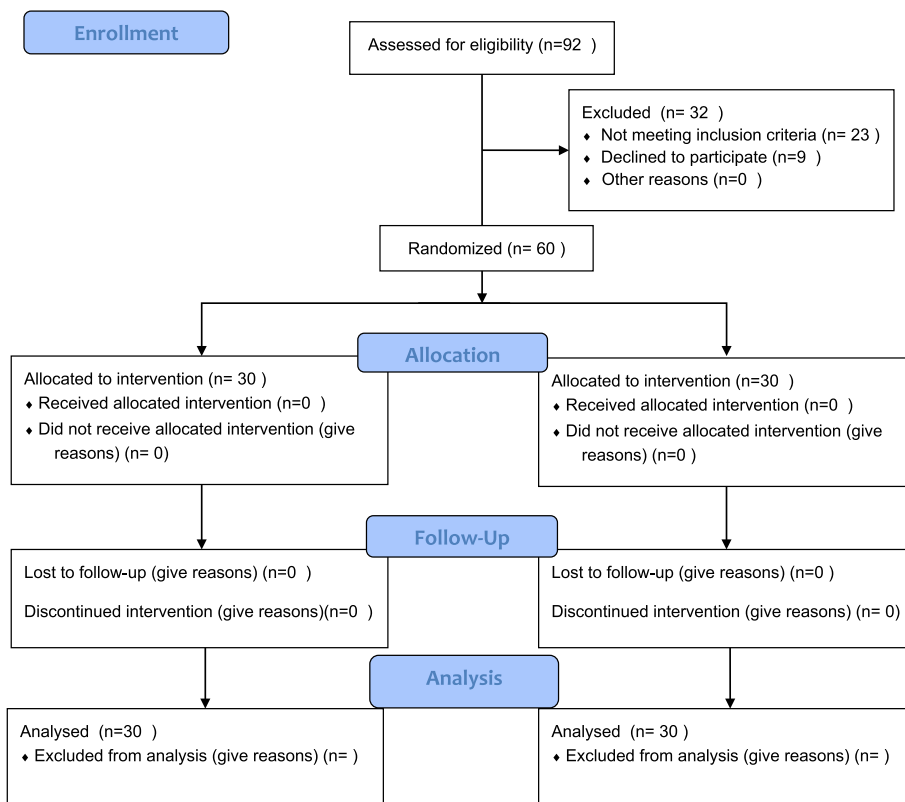 Enrollment
Assessed for eligibility (n=92 )
Excluded (n= 32 )
♦ Not meeting inclusion criteria (n= 23 )
♦ Declined to participate (n=9 )
♦ Other reasons (n=0 )
Randomized (n= 60 )
Allocation
Allocated to intervention (n= 30 )
♦ Received allocated intervention (n=0 )
♦ Did not receive allocated intervention (give
reasons) (n= 0)
Allocated to intervention (n=30 )
♦ Received allocated intervention (n=0 )
♦ Did not receive allocated intervention (give
reasons) (n=0 )
Follow-Up
Lost to follow-up (give reasons) (n=0 )
Discontinued intervention (give reasons)(n=0 )
Lost to follow-up (give reasons) (n=0 )
Discontinued intervention (give reasons) (n= 0)
Analysis
Analysed (n=30 )
♦ Excluded from analysis (give reasons) (n= )
Analysed (n= 30 )
♦ Excluded from analysis (give reasons) (n= )